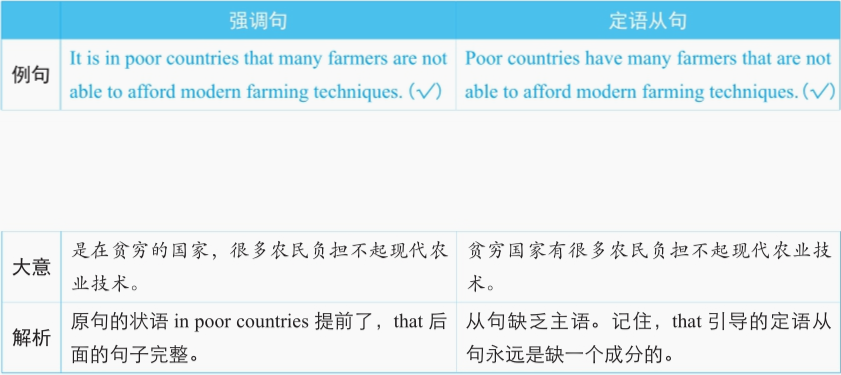 强调句 定语从句
例句
It is in poor countries that many farmers are not
able to afford modern farming techniques. (✓)
Poor countries have many farmers that are not
able to afford modern farming techniques. (✓)
大意
是在贫穷的国家，很多农民负担不起现代农
业技术。
贫穷国家有很多农民负担不起现代农业技
术。
解析
原句的状语 in poor countries 提前了，that 后
面的句子完整。
从句缺乏主语。记住，that 引导的定语从
句永远是缺一个成分的。